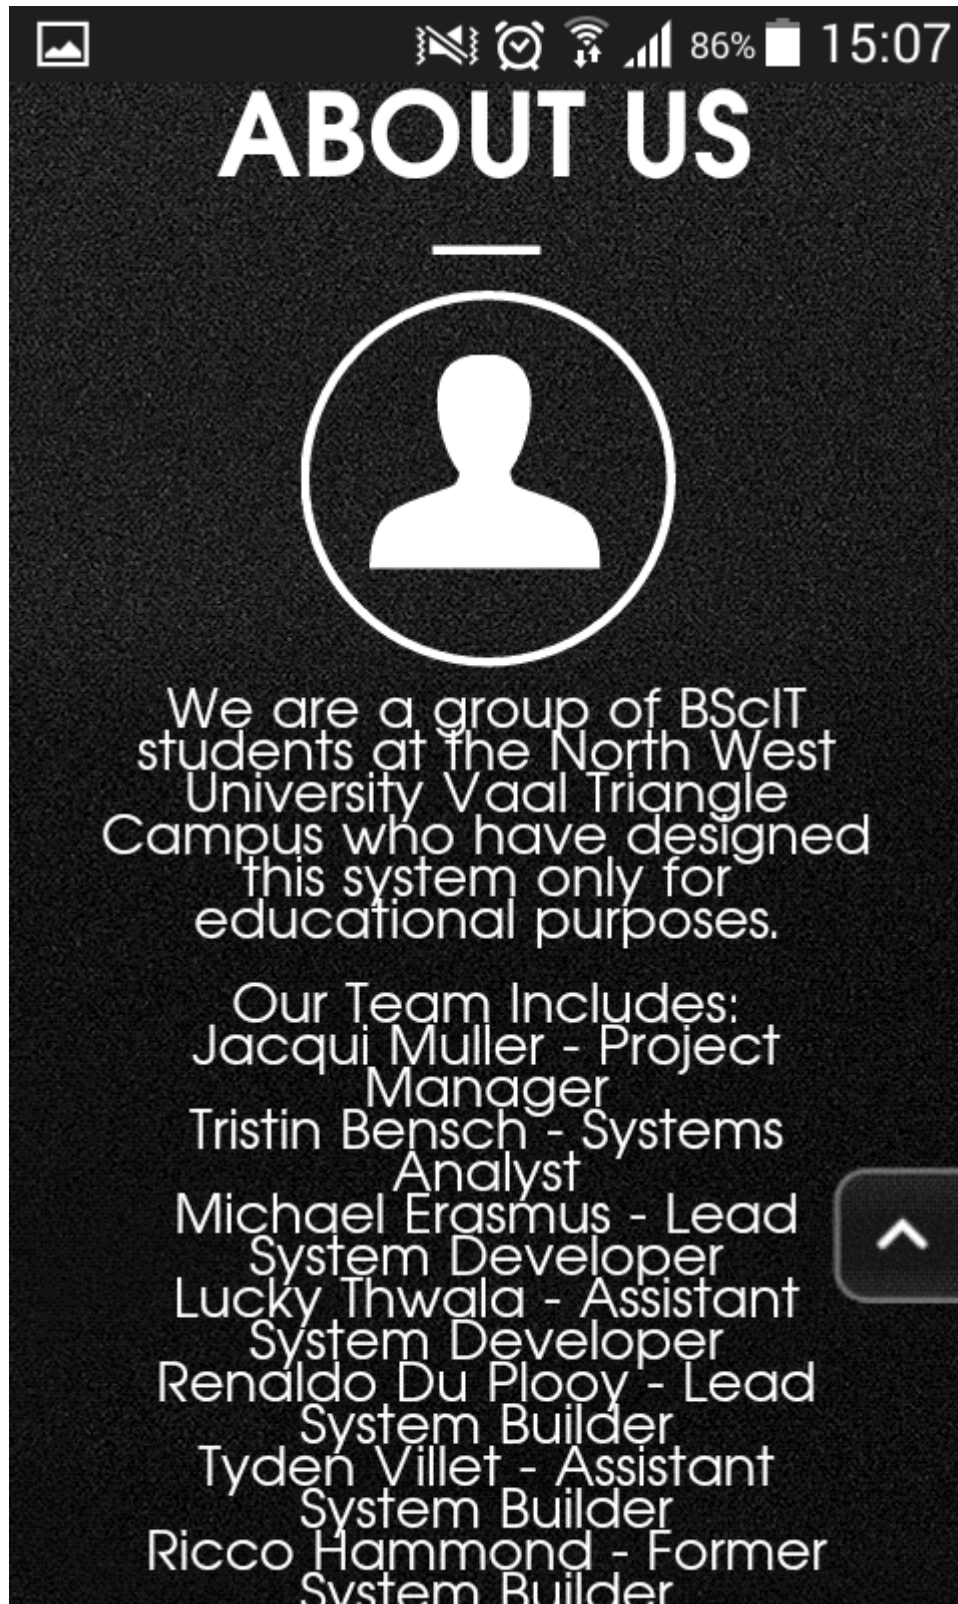 86% 15:07
ABOUT US
We are a group of BScIT
students at the North West
University Vaal Triangle
Campus who have designed
this system only for
educational purposes.
Our Team Includes:
Jacqui Muller - Project
Manager
Tristin Bensch - Systems
Analyst
Michael Erasmus - Lead
System Developer
Lucky Thwala - Assistant
System Developer
Renaldo Du Plooy - Lead
System Builder
Tyden Villet - Assistant
System Builder
Ricco Hammond - Former
System Builder